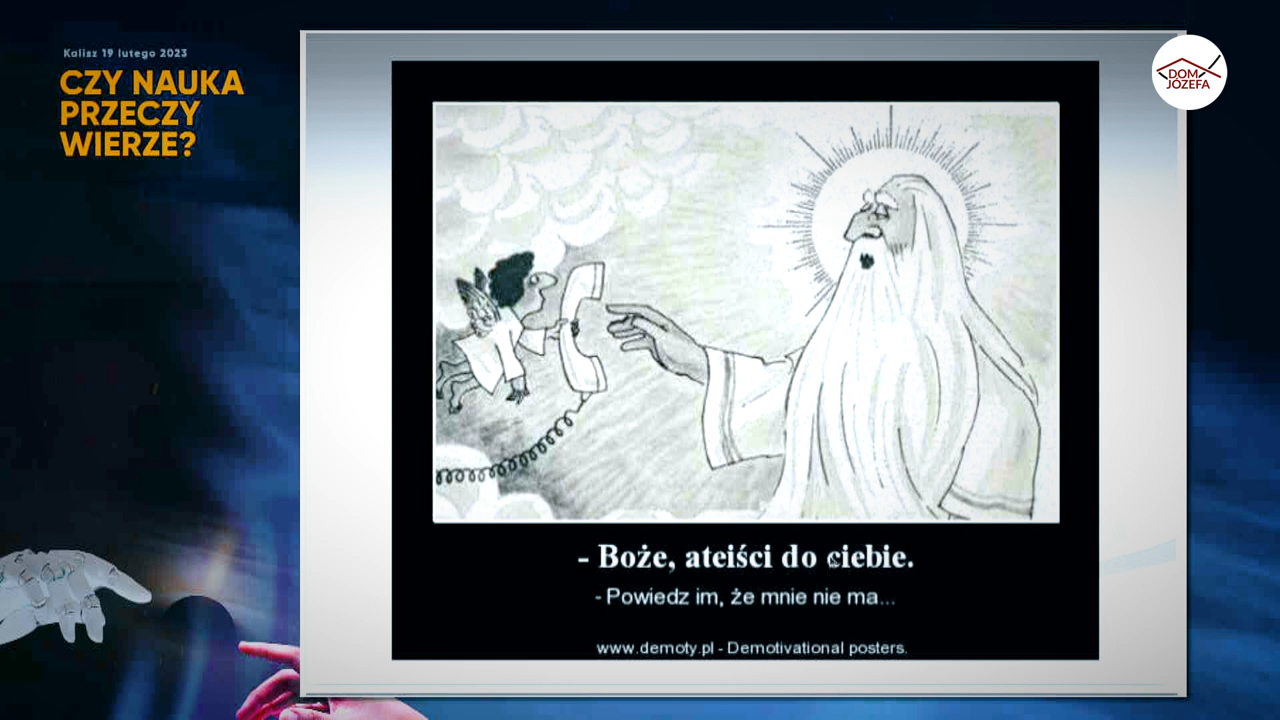 Kalisz 19 lutego 2023
CZY NAUKA
PRZECZY
WIERZE?
DOM
JÓZEFA
- Boże, ateiści do ciebie.
- Powiedz im, że mnie nie ma...
www.demoty.pl - Demotivational posters.